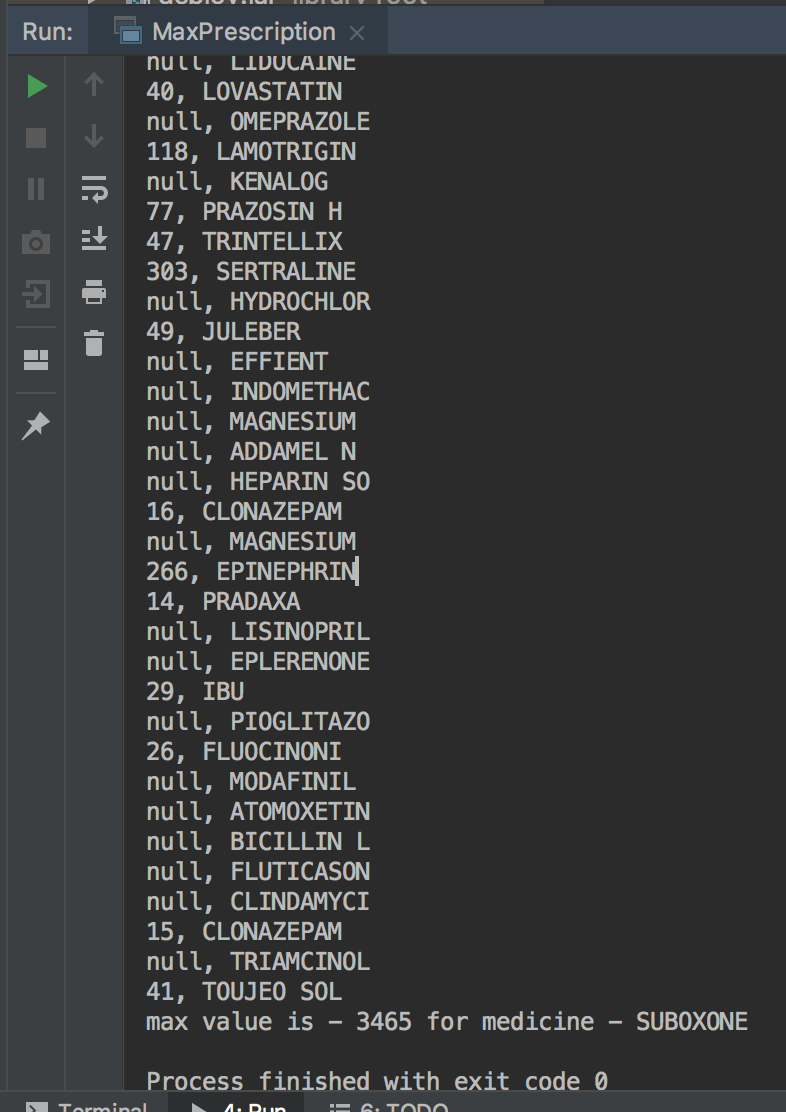 Run: MaxPrescription
null, LIDOCAINE
40, LOVASTATIN
null, OMEPRAZOLE
118, LAMOTRIGIN
null, KENALOG
77, PRAZOSIN H
47, TRINTELLIX
303, SERTRALINE
null, HYDROCHLOR
49, JULEBER
null, EFFIENT
null, INDOMETHAC
null, MAGNESIUM
null, ADDAMEL N
null, HEPARIN SO
16, CLONAZEPAM
null, MAGNESIUM
266, EPINEPHRIN
14, PRADAXA
null, LISINOPRIL
null, EPLERENONE
29, IBU
null, PIOGLITAZO
26, FLUOCINONI
null, MODAFINIL
null, ATOMOXETIN
null, BICILLIN L
null, FLUTICASON
null, CLINDAMYCI
15, CLONAZEPAM
null, TRIAMCINOL
41, TOUJEO SOL
max value is - 3465 for medicine - SUBOXONE
Process finished with exit code 0
Terminal 4: Run 6: TODO